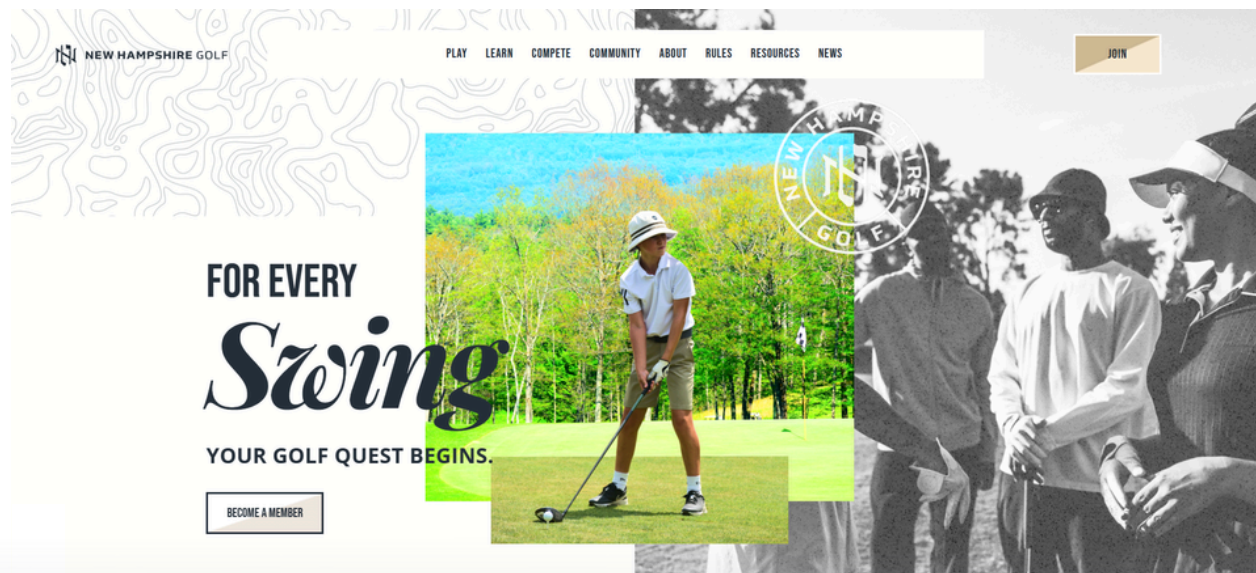 NEW HAMPSHIRE GOLF
PLAY LEARN COMPETE COMMUNITY ABOUT RULES RESOURCES NEWS
JOIN
NEW HAMPSHIRE
GOLF
FOR EVERY
Swing
YOUR GOLF QUEST BEGINS.
BECOME A MEMBER